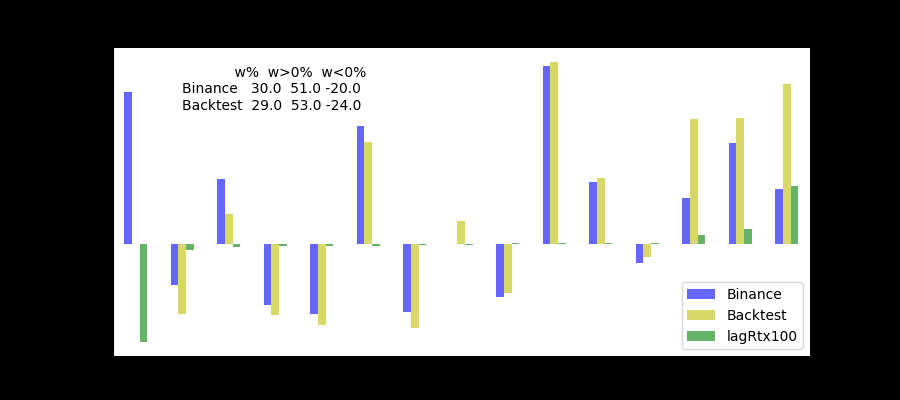 w% w>0% w<0%
Binance 30.0 51.0 -20.0
Backtest 29.0 53.0 -24.0
Binance
Backtest
lagRtx100